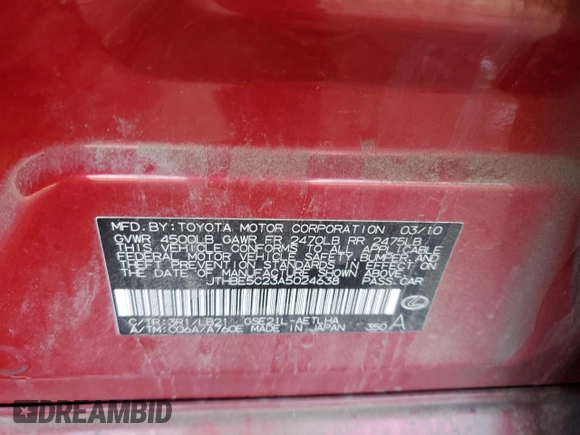 MFD.BY:TOYOTA MOTOR CORPORATION 03/10
GVWR 4500LB GAWR FR 2470LB RR 2475LB
THIS VEHICLE CONFORMS TO ALL APPLICABLE
FEDERAL MOTOR VEHICLE SAFETY, BUMPER, AND
THEFT PREVENTION STANDARDS IN EFFECT ON
THE DATE OF MANUFACTURE SHOWN ABOVE.
JTHBE5C23A5024638 PASS.CAR
C/TR:3R1/LB21 GSE21L-AETLHA
A/TM:C06A/A760E MADE IN JAPAN 350 A
DREAMBID